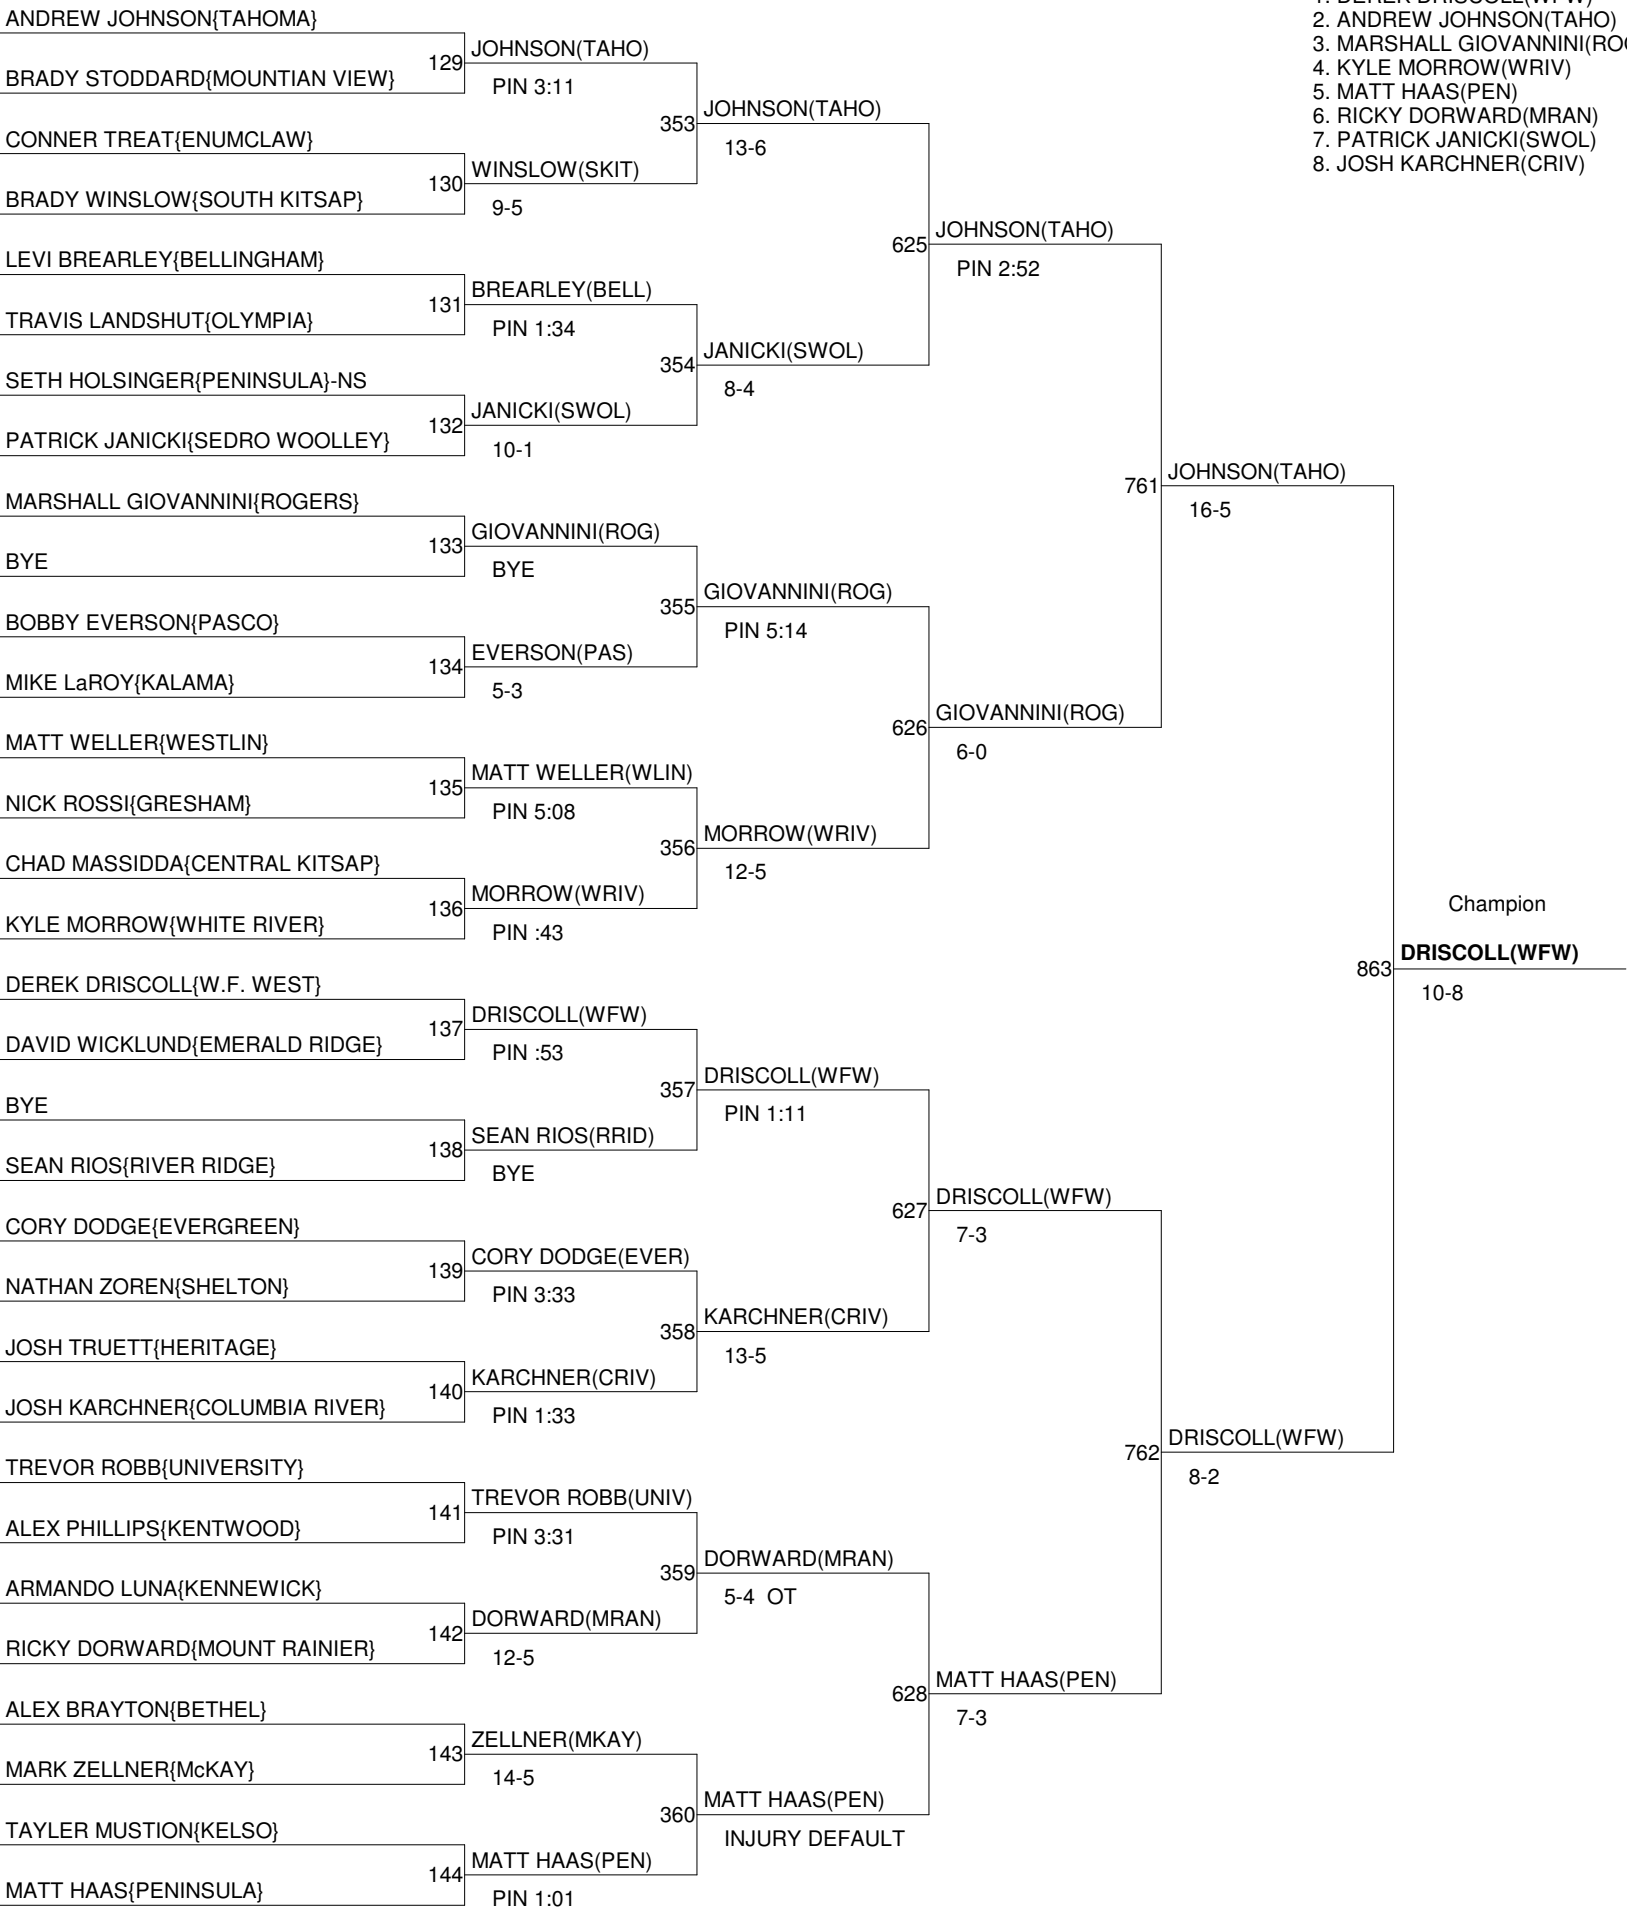 ANDREW JOHNSON{TAHOMA}
129 JOHNSON(TAHO)
BRADY STODDARD{MOUNTIAN VIEW}
PIN 3:11
353 JOHNSON(TAHO)
13-6
CONNER TREAT{ENUMCLAW}
130 WINSLOW(SKIT)
BRADY WINSLOW{SOUTH KITSAP}
9-5
625 JOHNSON(TAHO)
PIN 2:52
LEVI BREARLEY{BELLINGHAM}
131 BREARLEY(BELL)
TRAVIS LANDSHUT{OLYMPIA}
PIN 1:34
354 JANICKI(SWOL)
8-4
SETH HOLSINGER{PENINSULA}-NS
132 JANICKI(SWOL)
PATRICK JANICKI{SEDRO WOOLLEY}
10-1
761 JOHNSON(TAHO)
16-5
MARSHALL GIOVANNINI{ROGERS}
133 GIOVANNINI(ROG)
BYE
BYE
355 GIOVANNINI(ROG)
PIN 5:14
BOBBY EVERSON{PASCO}
134 EVERSON(PAS)
MIKE LaROY{KALAMA}
5-3
626 GIOVANNINI(ROG)
6-0
MATT WELLER{WESTLIN}
135 MATT WELLER(WLIN)
NICK ROSSI{GRESHAM}
PIN 5:08
356 MORROW(WRIV)
12-5
CHAD MASSIDDA{CENTRAL KITSAP}
136 MORROW(WRIV)
KYLE MORROW{WHITE RIVER}
PIN :43
Champion
863 DRISCOLL(WFW)
10-8
DEREK DRISCOLL{W.F. WEST}
137 DRISCOLL(WFW)
DAVID WICKLUND{EMERALD RIDGE}
PIN :53
357 DRISCOLL(WFW)
PIN 1:11
BYE
138 SEAN RIOS(RRID)
SEAN RIOS{RIVER RIDGE}
BYE
627 DRISCOLL(WFW)
7-3
CORY DODGE{EVERGREEN}
139 CORY DODGE(EVER)
NATHAN ZOREN{SHELTON}
PIN 3:33
358 KARCHNER(CRIV)
13-5
JOSH TRUETT{HERITAGE}
140 KARCHNER(CRIV)
JOSH KARCHNER{COLUMBIA RIVER}
PIN 1:33
762 DRISCOLL(WFW)
8-2
TREVOR ROBB{UNIVERSITY}
141 TREVOR ROBB(UNIV)
ALEX PHILLIPS{KENTWOOD}
PIN 3:31
359 DORWARD(MRAN)
5-4 OT
ARMANDO LUNA{KENNEWICK}
142 DORWARD(MRAN)
RICKY DORWARD{MOUNT RAINIER}
12-5
628 MATT HAAS(PEN)
7-3
ALEX BRAYTON{BETHEL}
143 ZELLNER(MKAY)
MARK ZELLNER{McKAY}
14-5
360 MATT HAAS(PEN)
INJURY DEFAULT
TAYLER MUSTION{KELSO}
144 MATT HAAS(PEN)
MATT HAAS{PENINSULA}
PIN 1:01
1. DEREK DRISCOLL(WFW)
2. ANDREW JOHNSON(TAHO)
3. MARSHALL GIOVANNINI(RO
4. KYLE MORROW(WRIV)
5. MATT HAAS(PEN)
6. RICKY DORWARD(MRAN)
7. PATRICK JANICKI(SWOL)
8. JOSH KARCHNER(CRIV)